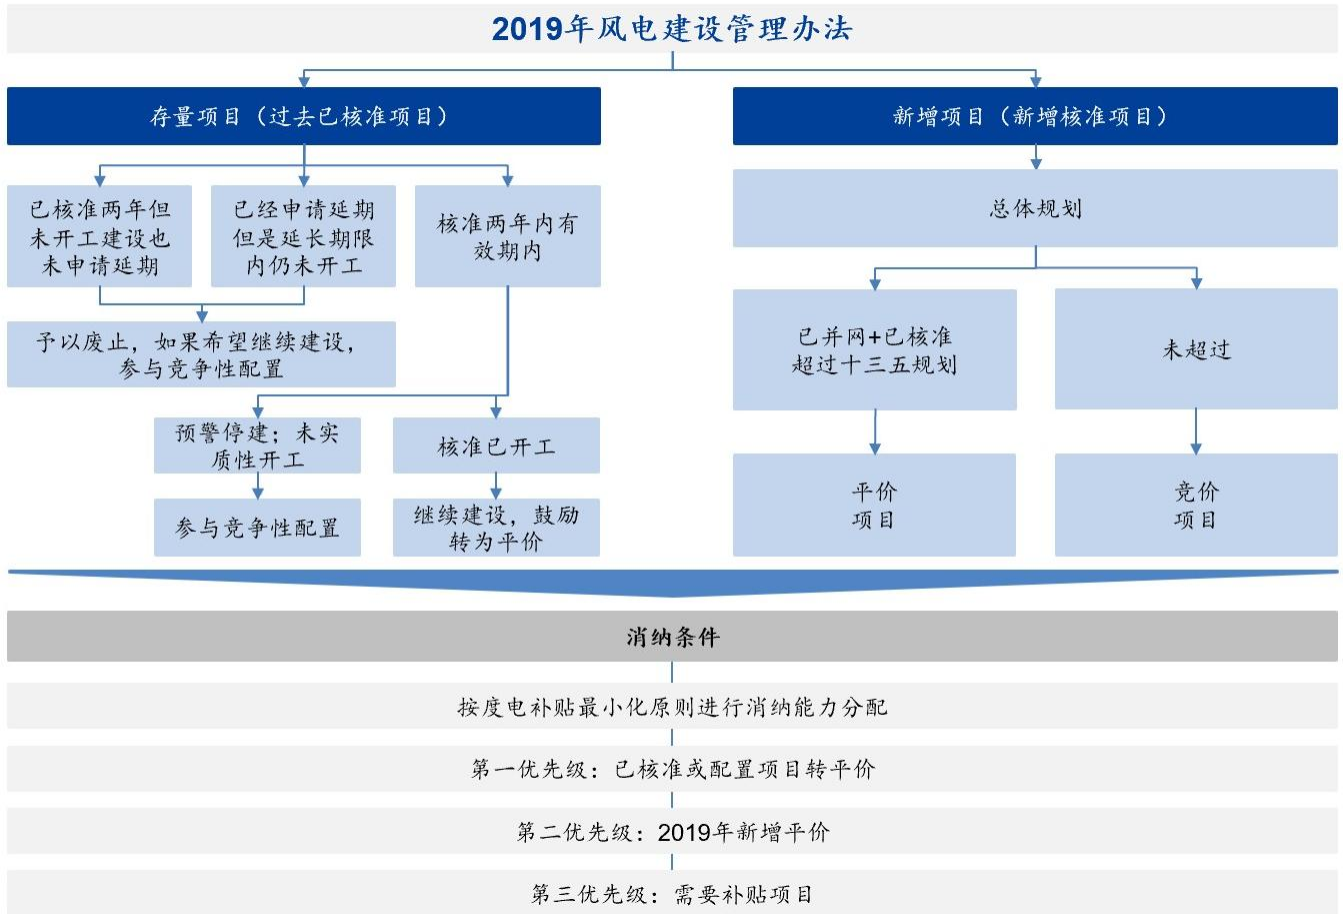 2019年风电建设管理办法
存量项目（过去已核准项目）
新增项目（新增核准项目）
已核准两年但
未开工建设也
未申请延期
已经申请延期
但是延长期限
内仍未开工
核准两年内有
效期内
予以废止，如果希望继续建设，
参与竞争性配置
预警停建；未实
质性开工
核准已开工
参与竞争性配置
继续建设，鼓励
转为平价
总体规划
已并网+已核准
超过十三五规划
未超过
平价
项目
竞价
项目
消纳条件
按度电补贴最小化原则进行消纳能力分配
第一优先级：已核准或配置项目转平价
第二优先级：2019年新增平价
第三优先级：需要补贴项目